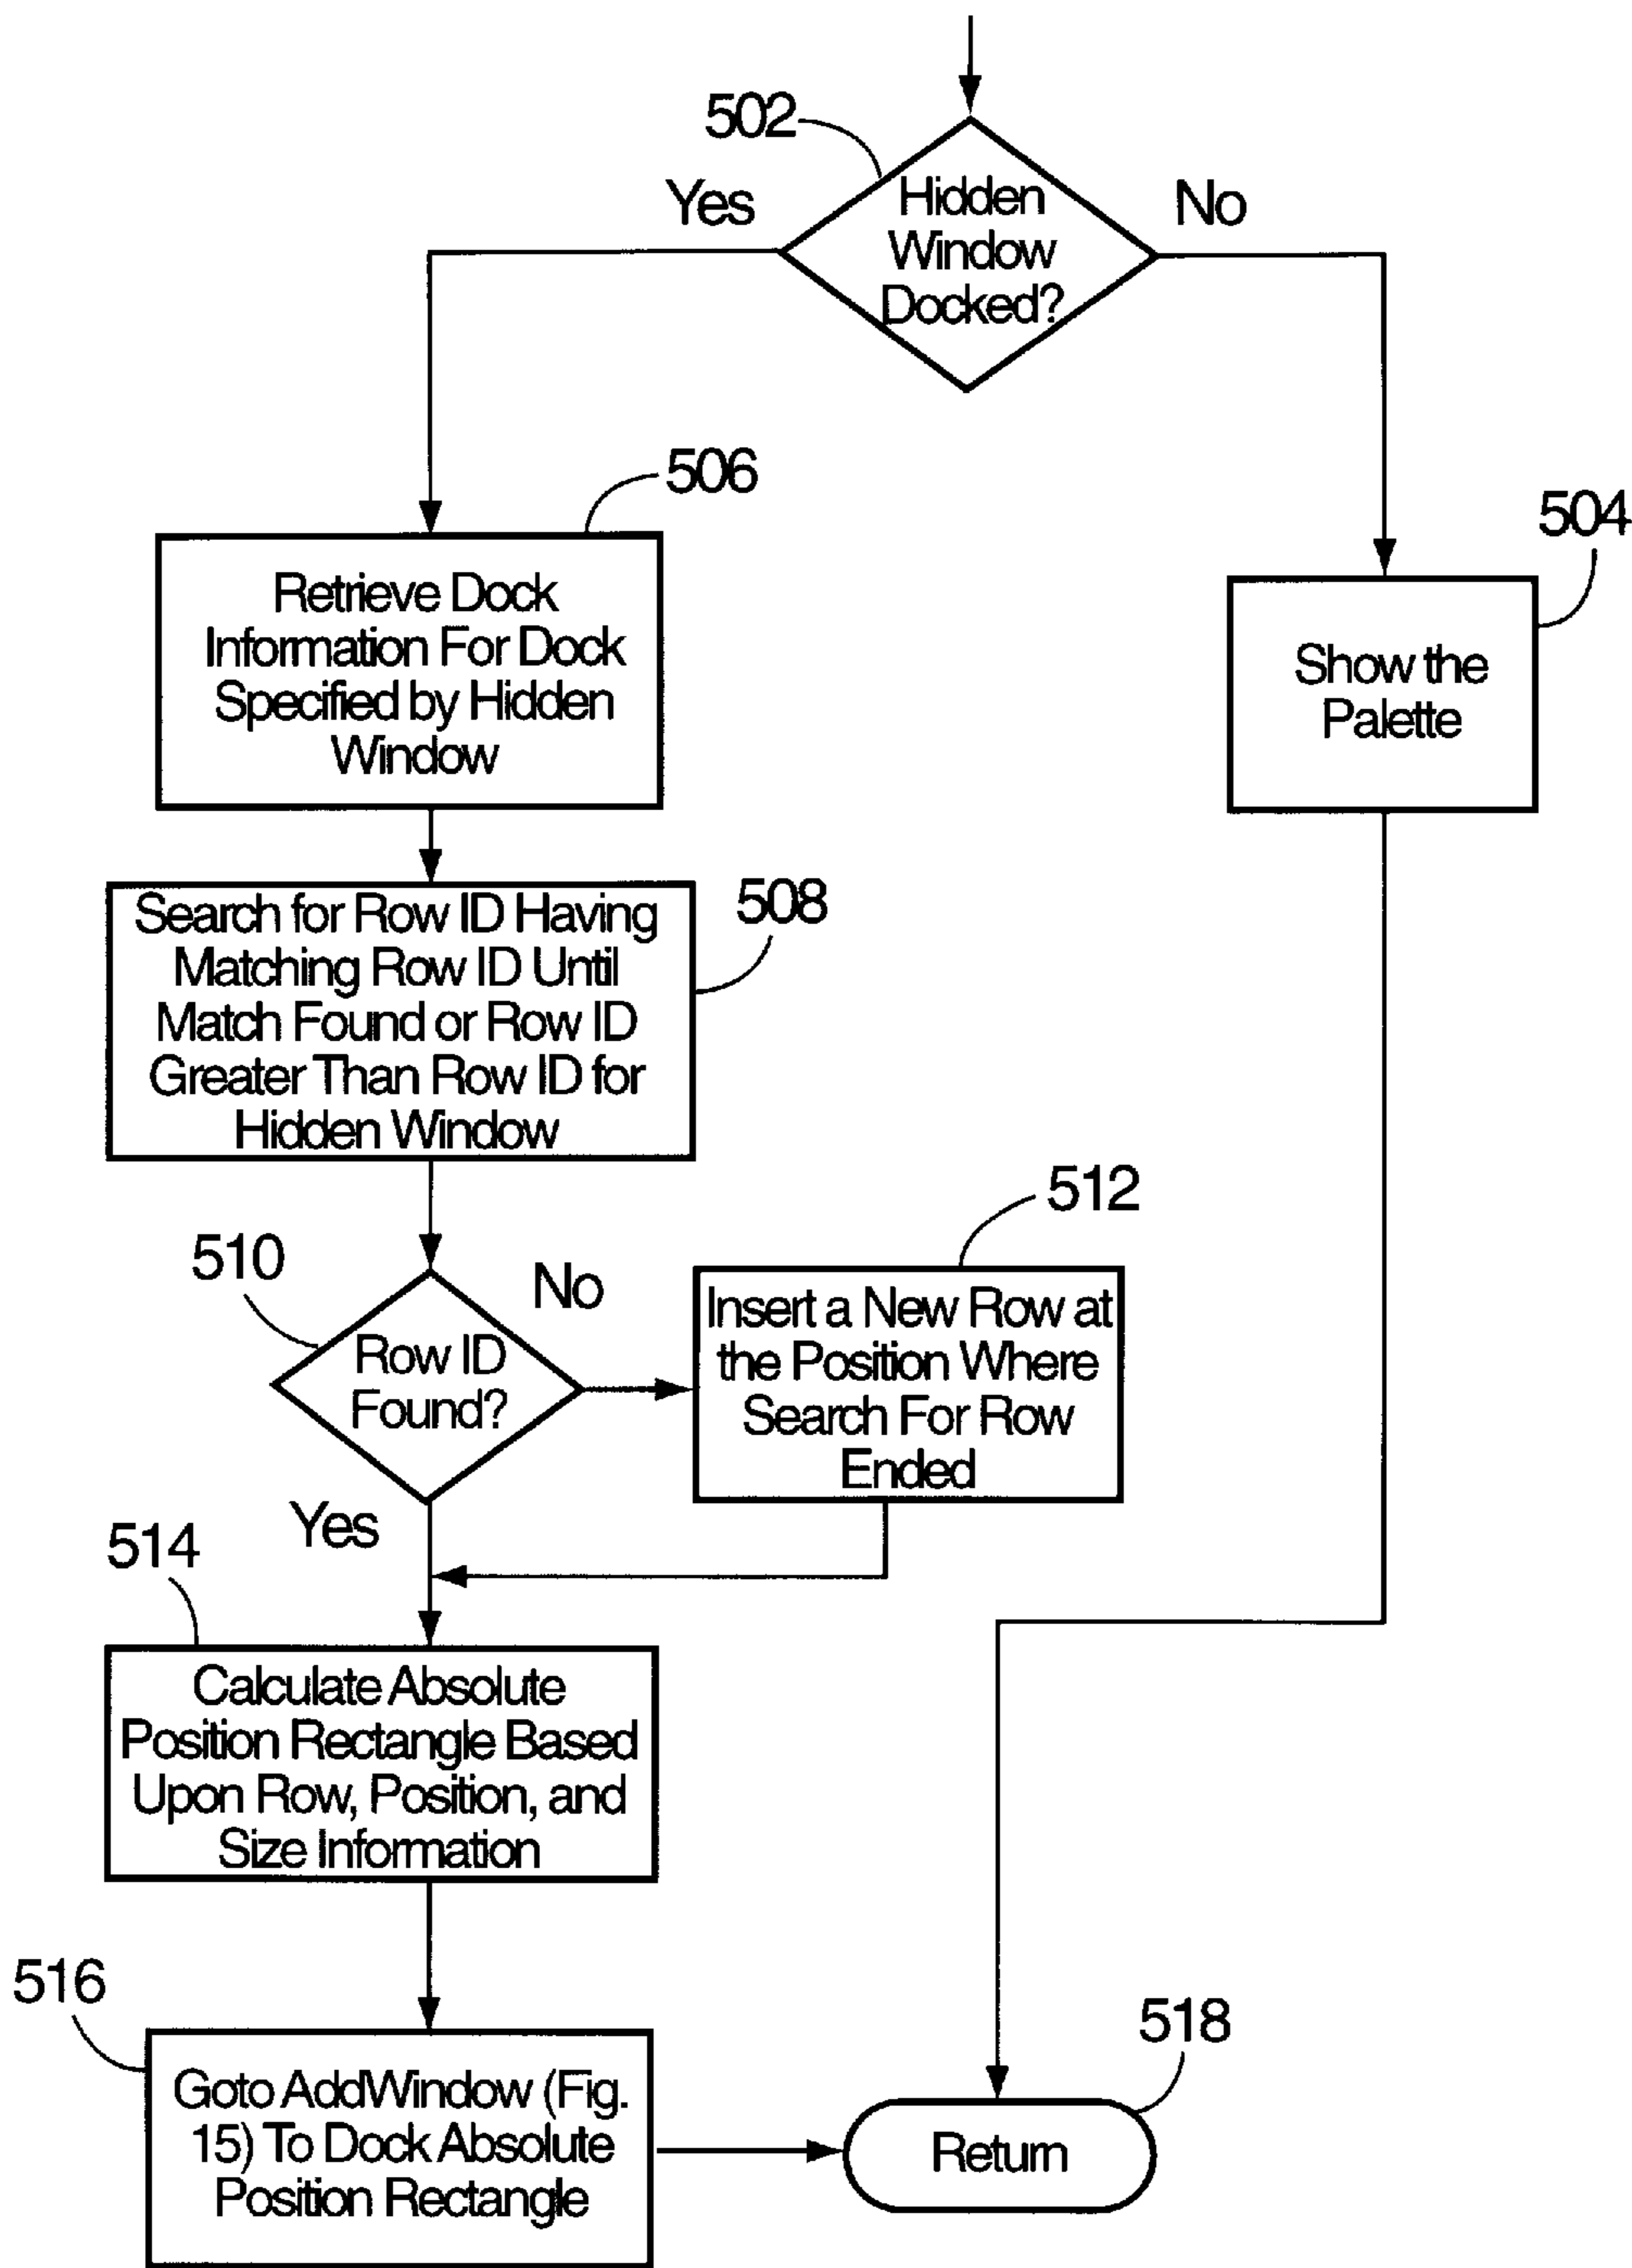 502
Yes
No
Hidden
Window
Docked?
506
504
Retrieve Dock
Information For Dock
Specified by Hidden
Window
Show the
Palette
508
Search for Row ID Having
Matching Row ID Until
Match Found or Row ID
Greater Than Row ID for
Hidden Window
510
No
512
Row ID
Found?
Insert a New Row at
the Position Where
Search For Row
Ended
Yes
514
Calculate Absolute
Position Rectangle Based
Upon Row, Position, and
Size Information
516
518
Goto AddWindow (Fig.
15) To Dock Absolute
Position Rectangle
Return